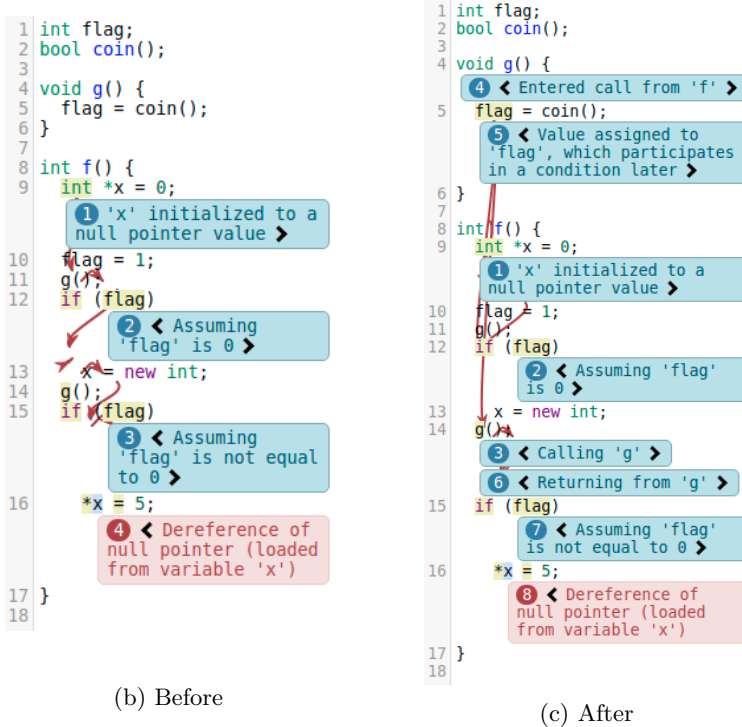 1 int flag;
2 bool coin();
3
4 void g() {
5 flag = coin();
6 }
7
8 int f() {
9 int *x = 0;
1 'x' initialized to a
null pointer value >
10 flag = 1;
11 g();
12 if (flag)
2 < Assuming
'flag' is 0 >
13 x = new int;
14 g();
15 if (flag)
3 < Assuming
'flag' is not equal
to 0 >
16 *x = 5;
4 < Dereference of
null pointer (loaded
from variable 'x')
17 }
18
(b) Before
1 int flag;
2 bool coin();
3
4 void g() {
4 < Entered call from 'f' >
5 flag = coin();
5 < Value assigned to
'flag', which participates
in a condition later >
6 }
7
8 int f() {
9 int *x = 0;
1 'x' initialized to a
null pointer value >
10 flag = 1;
11 g();
12 if (flag)
2 < Assuming 'flag'
is 0 >
13 x = new int;
14 g();
3 < Calling 'g' >
6 < Returning from 'g' >
15 if (flag)
7 < Assuming 'flag'
is not equal to 0 >
16 *x = 5;
8 < Dereference of
null pointer (loaded
from variable 'x')
17 }
18
(c) After